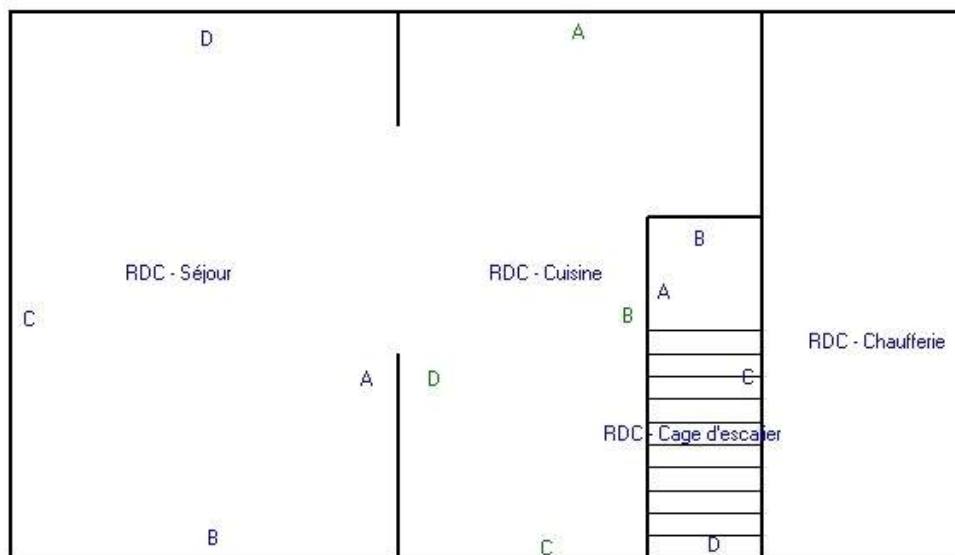 D
A
B
RDC - Séjour
RDC - Cuisine
A
C
B
RDC - Chaufferie
A
D
C
RDC - Cage d'escalier
B
C
D